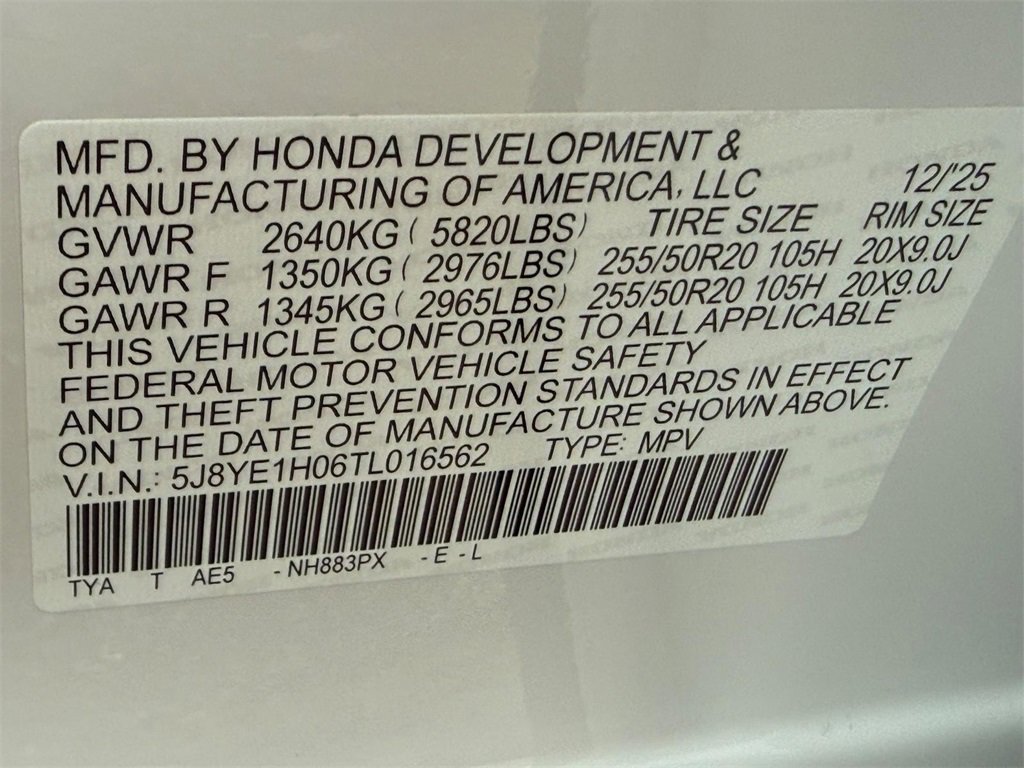 MFD. BY HONDA DEVELOPMENT &
MANUFACTURING OF AMERICA, LLC 12/'25
GVWR 2640KG ( 5820LBS) TIRE SIZE RIM SIZE
GAWR F 1350KG ( 2976LBS) 255/50R20 105H 20X9.0J
GAWR R 1345KG ( 2965LBS) 255/50R20 105H 20X9.0J
THIS VEHICLE CONFORMS TO ALL APPLICABLE
FEDERAL MOTOR VEHICLE SAFETY
AND THEFT PREVENTION STANDARDS IN EFFECT
ON THE DATE OF MANUFACTURE SHOWN ABOVE.
V.I.N.: 5J8YE1H06TL016562 TYPE: MPV
TYA T AE5 - NH883PX - E - L